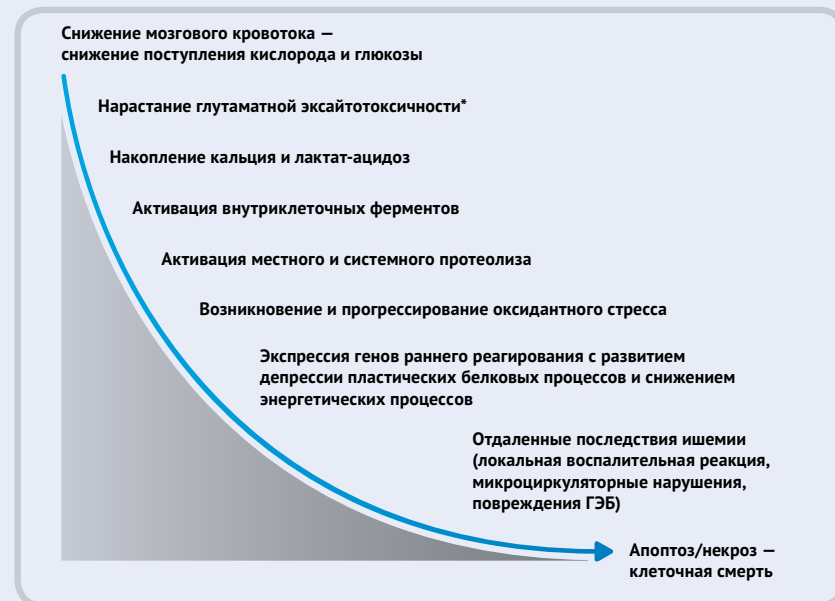 Снижение мозгового кровотока —
снижение поступления кислорода и глюкозы
Нарастание глутаматной эксайтотоксичности*
Накопление кальция и лактат-ацидоз
Активация внутриклеточных ферментов
Активация местного и системного протеолиза
Возникновение и прогрессирование оксидантного стресса
Экспрессия генов раннего реагирования с развитием
депрессии пластических белковых процессов и снижением
энергетических процессов
Отдаленные последствия ишемии
(локальная воспалительная реакция,
микроциркуляторные нарушения,
повреждения ГЭБ)
Апоптоз/некроз —
клеточная смерть